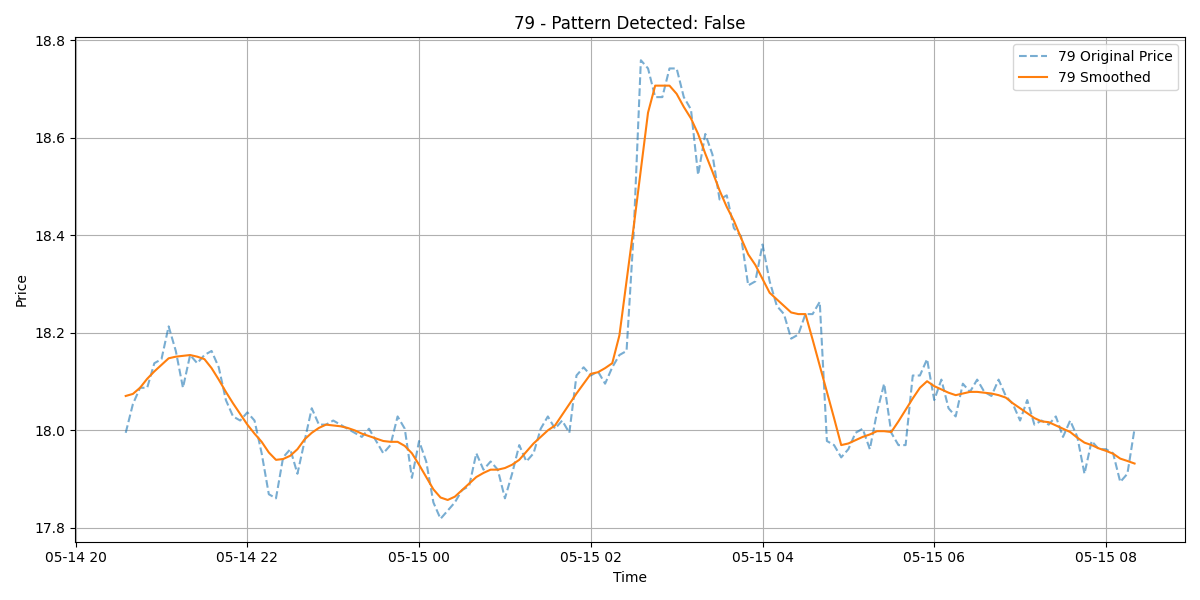 79 - Pattern Detected: False
79 Original Price
79 Smoothed
Price
18.8
18.6
18.4
18.2
18.0
17.8
05-14 20
05-14 22
05-15 00
05-15 02
05-15 04
05-15 06
05-15 08
Time